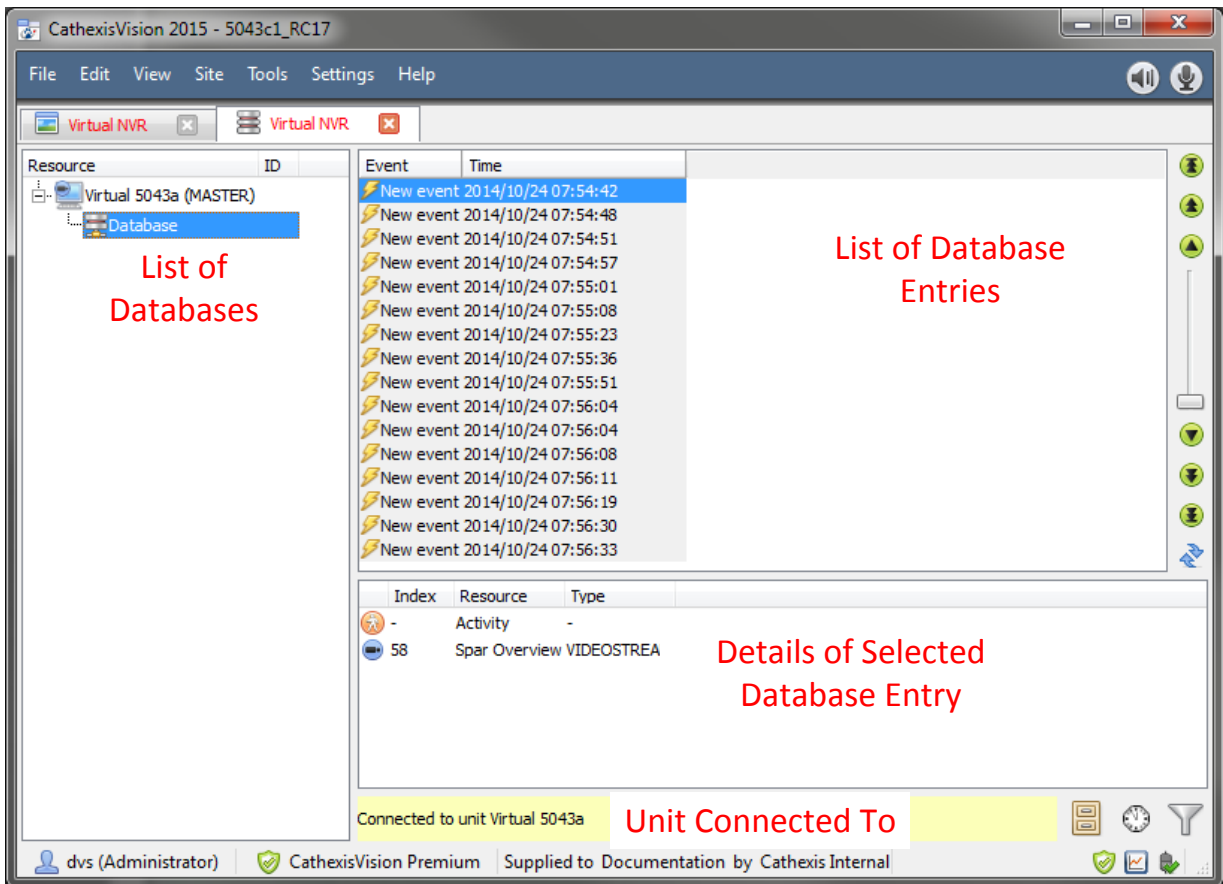 CathexisVision 2015 - 5043c1_RC17
File Edit View Site Tools Settings Help
Virtual NVR Virtual NVR
Resource ID
Virtual 5043a (MASTER)
Database
List of
Databases
Event Time
New event 2014/10/24 07:54:42
New event 2014/10/24 07:54:48
New event 2014/10/24 07:54:51
New event 2014/10/24 07:54:57
New event 2014/10/24 07:55:01
New event 2014/10/24 07:55:08
New event 2014/10/24 07:55:23
New event 2014/10/24 07:55:36
New event 2014/10/24 07:55:51
New event 2014/10/24 07:56:04
New event 2014/10/24 07:56:04
New event 2014/10/24 07:56:08
New event 2014/10/24 07:56:11
New event 2014/10/24 07:56:19
New event 2014/10/24 07:56:30
New event 2014/10/24 07:56:33
List of Database
Entries
Index Resource Type
- Activity -
58 Spar Overview VIDEOSTREA
Details of Selected
Database Entry
Connected to unit Virtual 5043a
Unit Connected To
dvs (Administrator) CathexisVision Premium Supplied to Documentation by Cathexis Internal